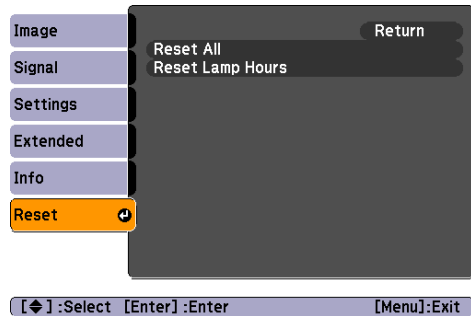 Image
Signal
Settings
Extended
Info
Reset
Return
Reset All
Reset Lamp Hours
[◆] :Select [Enter] :Enter [Menu]:Exit